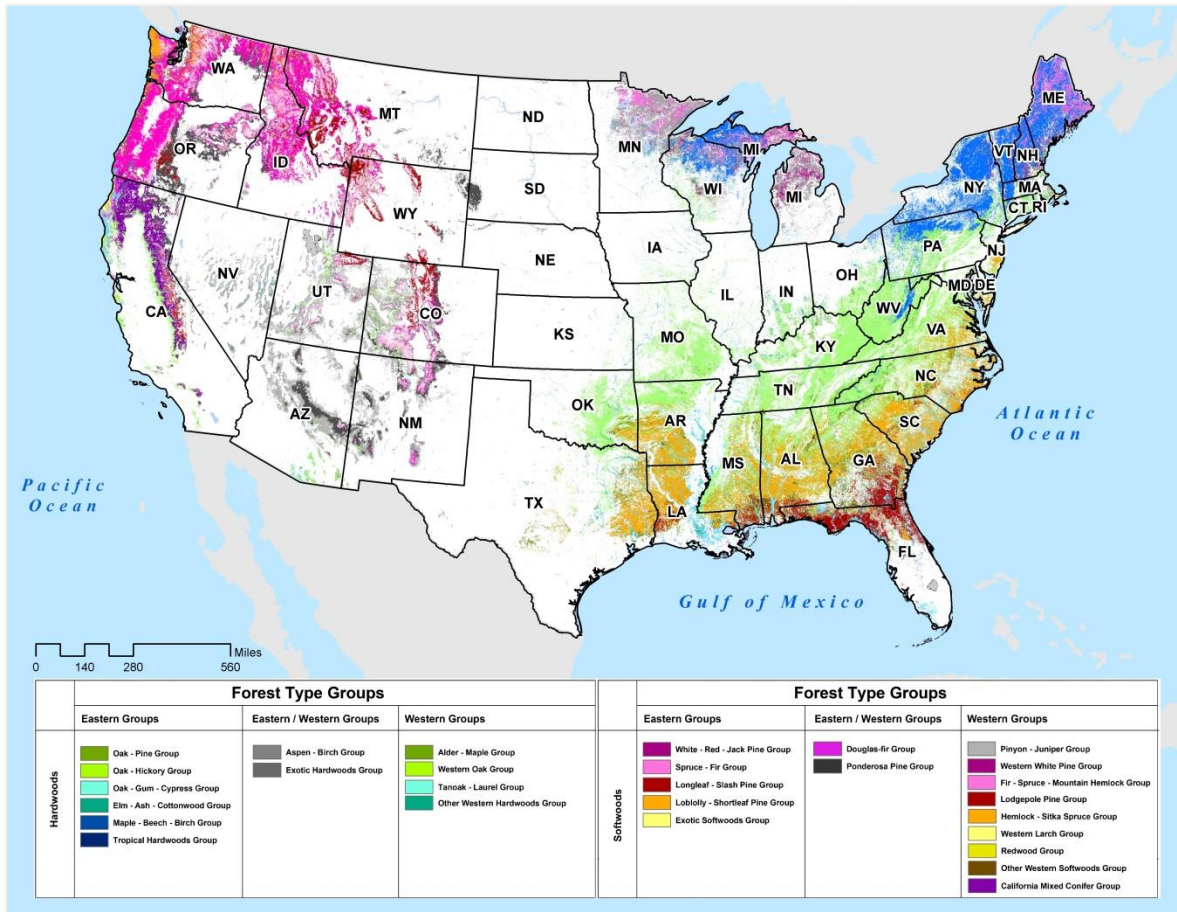 WA
MT
ND
MN
ME
VT
NH
OR
ID
SD
WI
MI
MI
NY
MA
CT
RI
WY
IA
PA
NJ
NE
NV
UT
IL
IN
OH
MD
DE
CA
CO
WV
VA
KS
MO
KY
NC
TN
AZ
NM
OK
AR
SC
MS
AL
GA
TX
LA
FL
Pacific
Ocean
Atlantic
Ocean
Gulf of Mexico
Miles
0 140 280 560
Forest Type Groups
Hardwoods
Eastern Groups
Oak - Pine Group
Oak - Hickory Group
Oak - Gum - Cypress Group
Elm - Ash - Cottonwood Group
Maple - Beech - Birch Group
Tropical Hardwoods Group
Eastern / Western Groups
Aspen - Birch Group
Exotic Hardwoods Group
Western Groups
Alder - Maple Group
Western Oak Group
Tanoak - Laurel Group
Other Western Hardwoods Group
Forest Type Groups
Softwoods
Eastern Groups
White - Red - Jack Pine Group
Spruce - Fir Group
Longleaf - Slash Pine Group
Loblolly - Shortleaf Pine Group
Exotic Softwoods Group
Eastern / Western Groups
Douglas-fir Group
Ponderosa Pine Group
Western Groups
Pinyon - Juniper Group
Western White Pine Group
Fir - Spruce - Mountain Hemlock Group
Lodgepole Pine Group
Hemlock - Sitka Spruce Group
Western Larch Group
Redwood Group
Other Western Softwoods Group
California Mixed Conifer Group